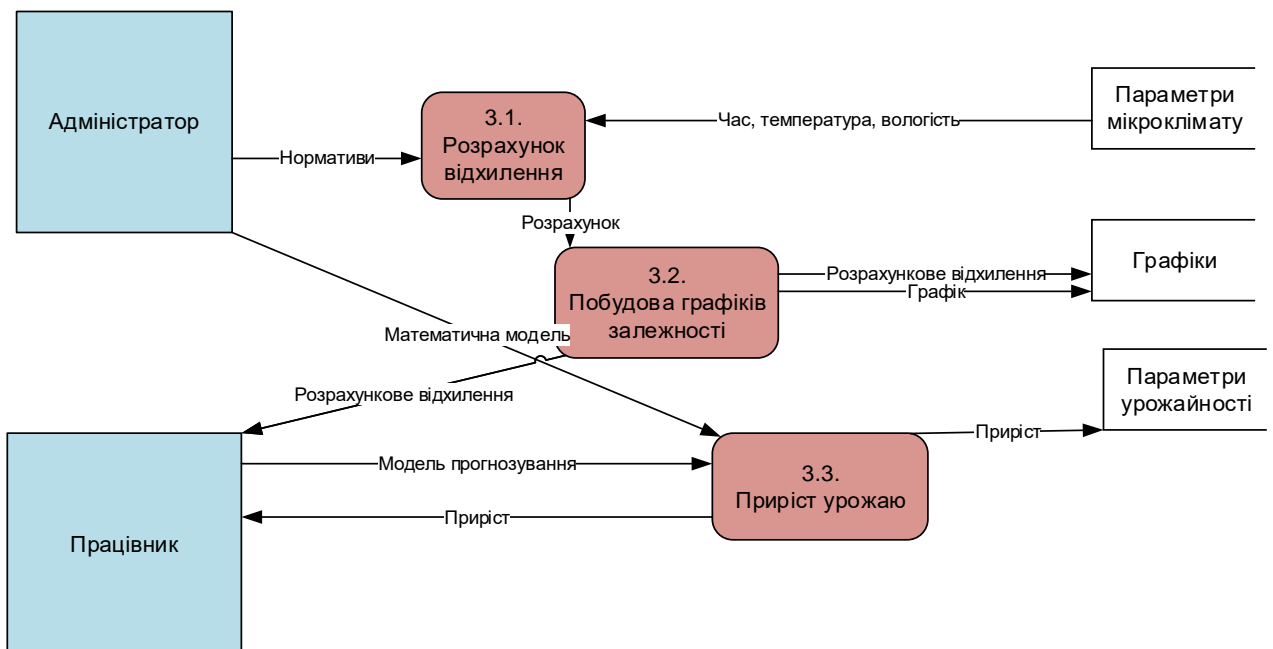 Адміністратор
3.1.
Розрахунок
відхилення
Час, температура, вологість
Параметри
мікроклімату
Нормативи
Розрахунок
3.2.
Побудова графіків
залежності
Розрахункове відхилення
Графік
Графіки
Математична модель
Розрахункове відхилення
Параметри
урожайності
Приріст
Модель прогнозування
3.3.
Приріст урожаю
Приріст
Працівник